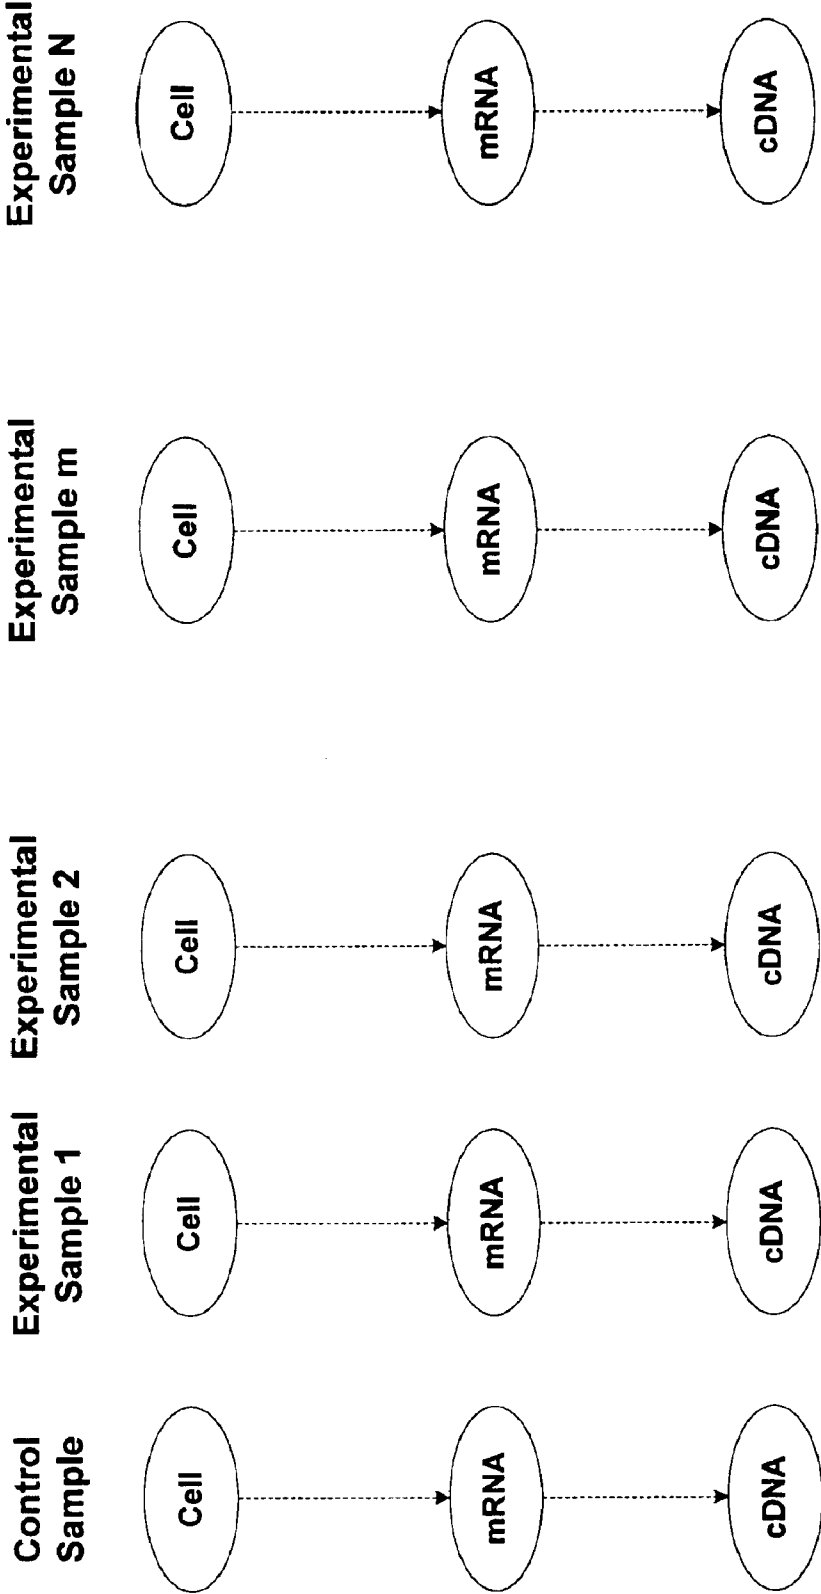 Control
Sample
Experimental
Sample 1
Experimental
Sample 2
Experimental
Sample m
Experimental
Sample N
Cell
Cell
Cell
Cell
Cell
mRNA
mRNA
mRNA
mRNA
mRNA
cDNA
cDNA
cDNA
cDNA
cDNA